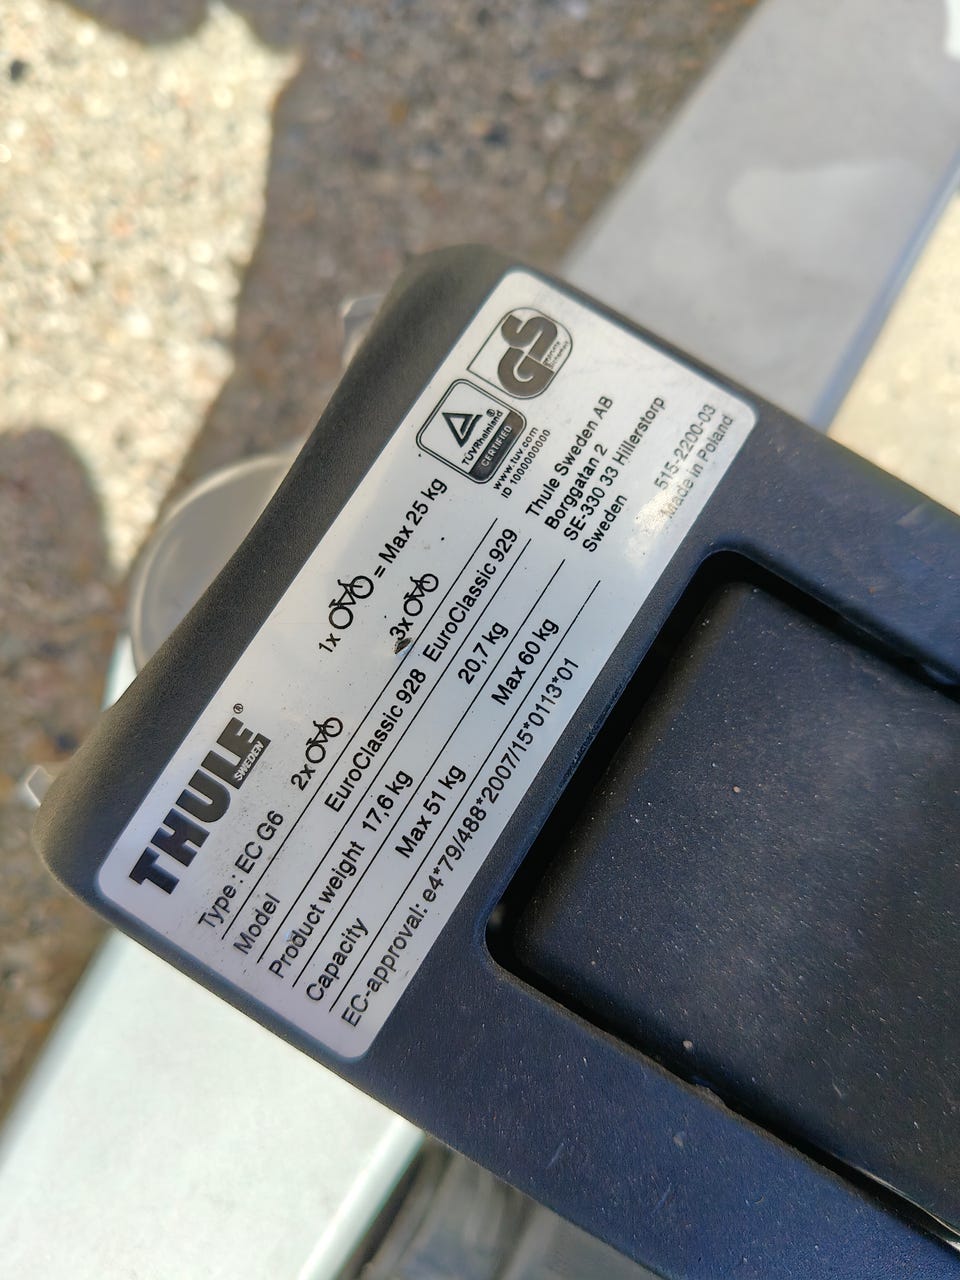 THULE®
SWEDEN
1x = Max 25 kg
TÜVRheinland®
CERTIFIED
www.tuv.com
ID 1000000000
GS
Type : EC G6 2x 3x
Model EuroClassic 928 EuroClassic 929
Product weight 17,6 kg 20,7 kg
Capacity Max 51 kg Max 60 kg
EC-approval: e4*79/488*2007/15*0113*01
Thule Sweden AB
Borggatan 2
SE-330 33 Hillerstorp
Sweden
515-2200-03
Made in Poland